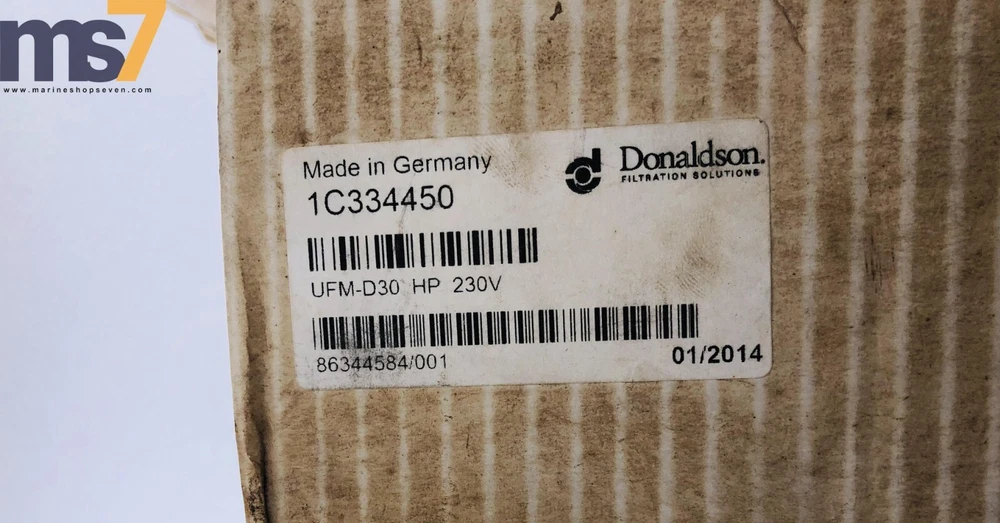 ms7
www.marineshopseven.com
Made in Germany
1C334450
Donaldson.
FILTRATION SOLUTIONS
UFM-D30 HP 230V
86344584/001
01/2014